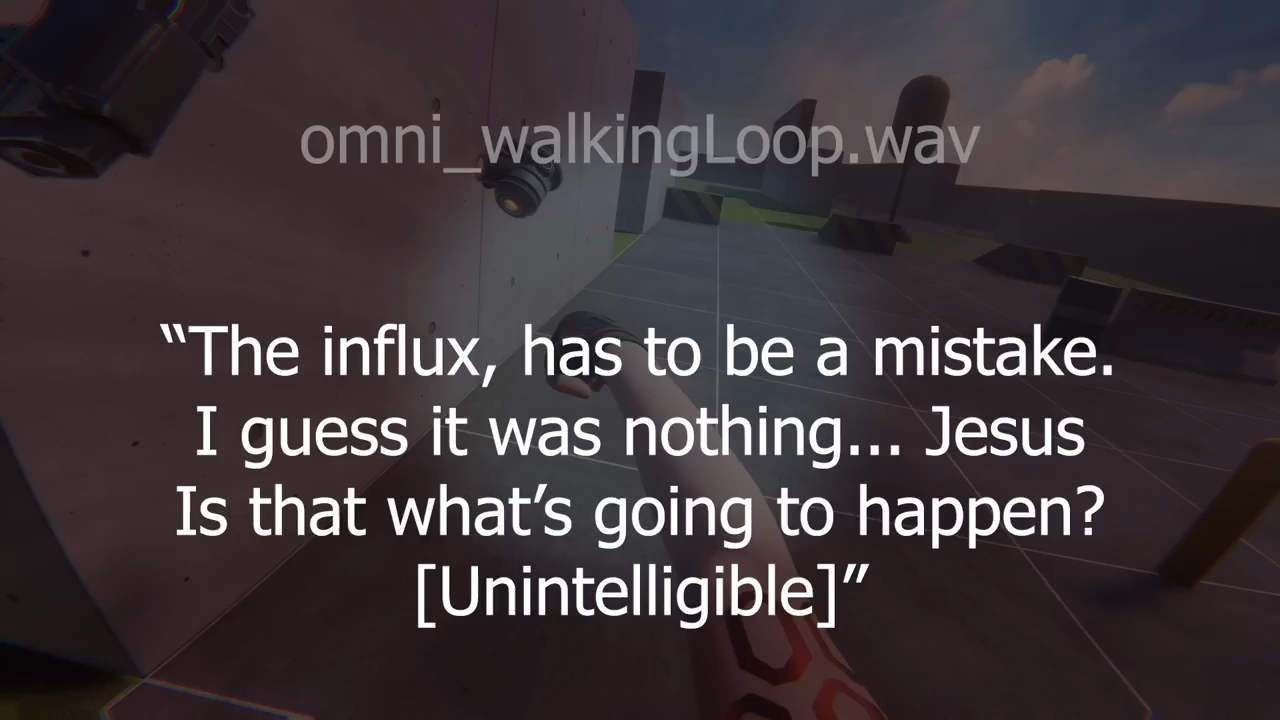 omni_walkingLoop.wav
“The influx, has to be a mistake.
I guess it was nothing... Jesus
Is that what’s going to happen?
[Unintelligible]”